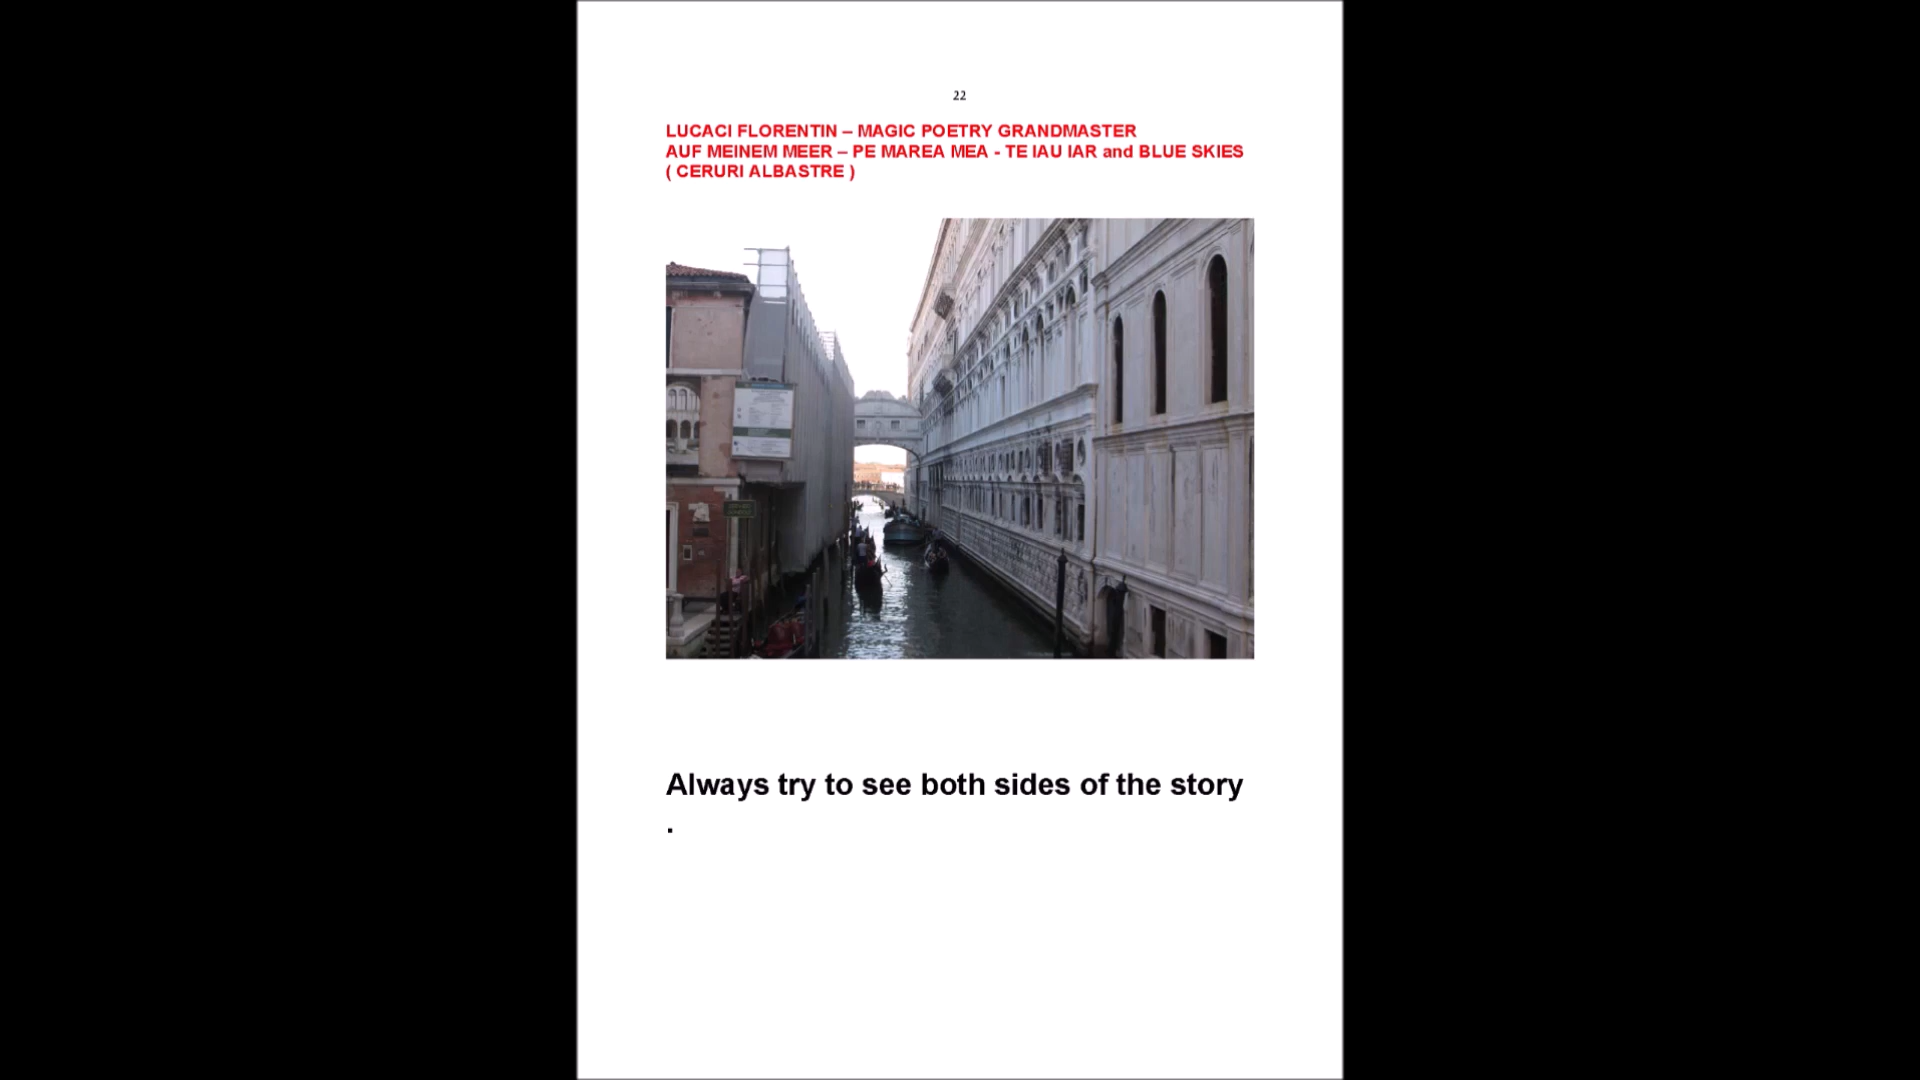 22
LUCACI FLORENTIN – MAGIC POETRY GRANDMASTER
AUF MEINEM MEER – PE MAREA MEA - TE IAU IAR and BLUE SKIES
( CERURI ALBASTRE )
Always try to see both sides of the story
.